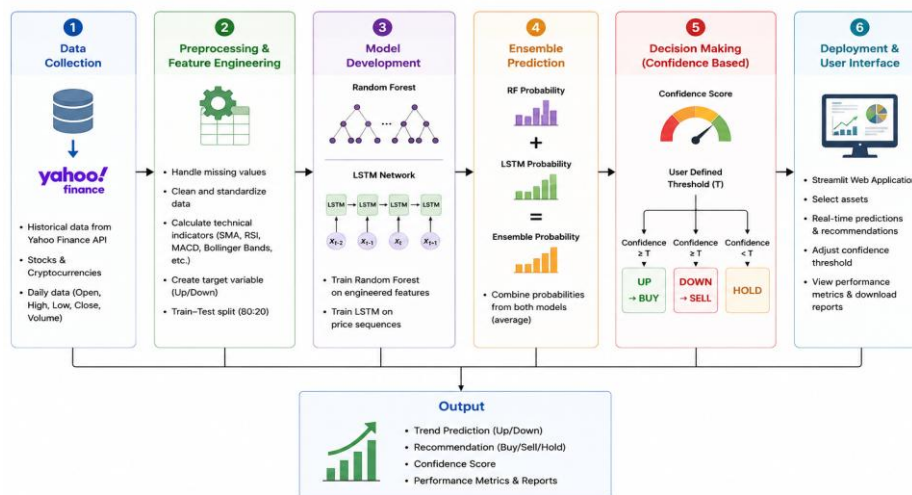 1
Data
Collection
yahoo!
finance
• Historical data from
Yahoo Finance API
• Stocks &
Cryptocurrencies
• Daily data (Open,
High, Low, Close,
Volume)
2
Preprocessing &
Feature Engineering
• Handle missing values
• Clean and standardize
data
• Calculate technical
indicators (SMA, RSI,
MACD, Bollinger Bands,
etc.)
• Create target variable
(Up/Down)
• Train–Test split (80:20)
3
Model
Development
Random Forest
...
LSTM Network
LSTM LSTM LSTM LSTM
Xt-2 Xt-1 Xt Xt+1
• Train Random Forest
on engineered features
• Train LSTM on
price sequences
4
Ensemble
Prediction
RF Probability
+
LSTM Probability
=
Ensemble Probability
• Combine probabilities
from both models
(average)
5
Decision Making
(Confidence Based)
Confidence Score
User Defined
Threshold (T)
Confidence
≥ T
Confidence
≥ T
Confidence
< T
UP
→ BUY
DOWN
→ SELL
HOLD
6
Deployment &
User Interface
• Streamlit Web Application
• Select assets
• Real-time predictions
& recommendations
• Adjust confidence
threshold
• View performance
metrics & download
reports
Output
• Trend Prediction (Up/Down)
• Recommendation (Buy/Sell/Hold)
• Confidence Score
• Performance Metrics & Reports